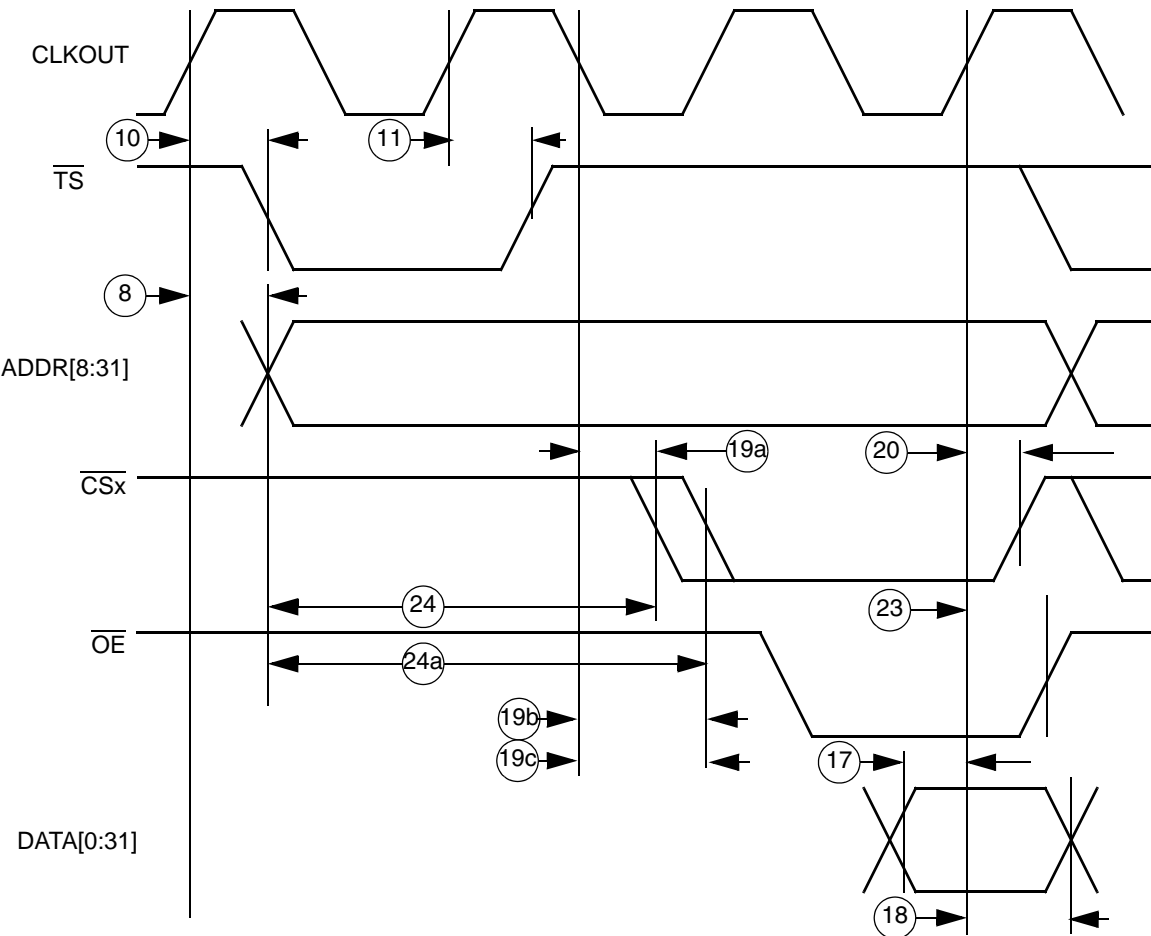 CLKOUT
10
11
TS
8
ADDR[8:31]
19a
20
CSx
24
23
OE
24a
19b
19c
17
DATA[0:31]
18